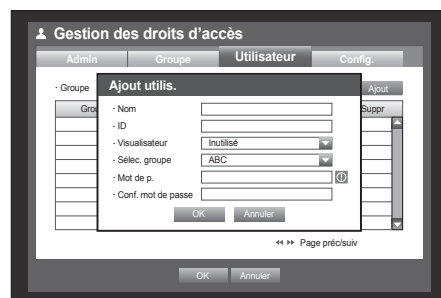 Gestion des droits d'accès
Admin Groupe Utilisateur Config.
· Groupe Ajout
Ajout utilis.
Suppr
· Nom
· ID
· Visualisateur Inutilisé
· Sélec. groupe ABC
· Mot de p.
· Conf. mot de passe
OK Annuler
Page préc/suiv
OK Annuler